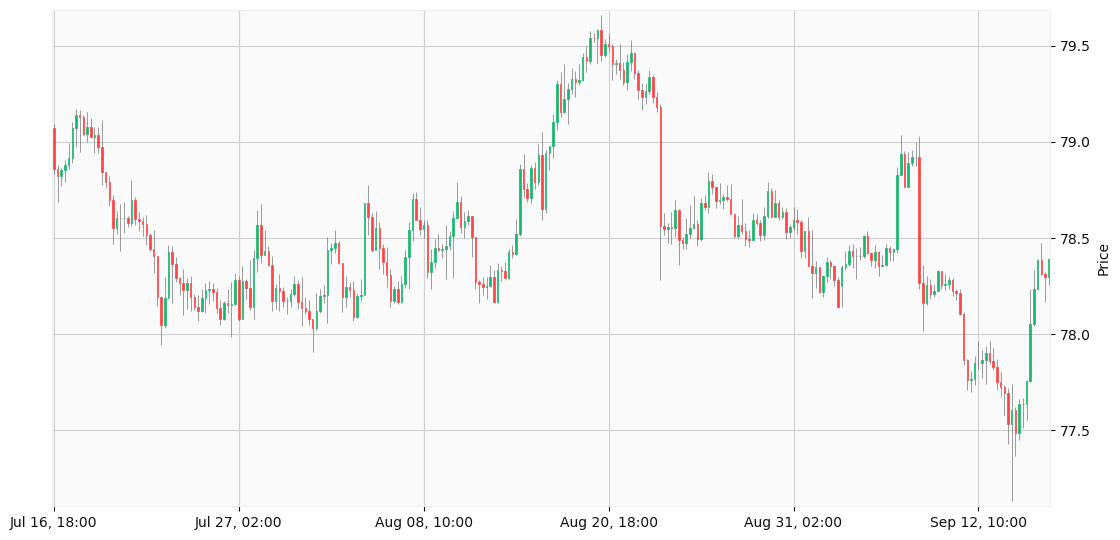 79.5
79.0
78.5
78.0
77.5
Price
Jul 16, 18:00
Jul 27, 02:00
Aug 08, 10:00
Aug 20, 18:00
Aug 31, 02:00
Sep 12, 10:00